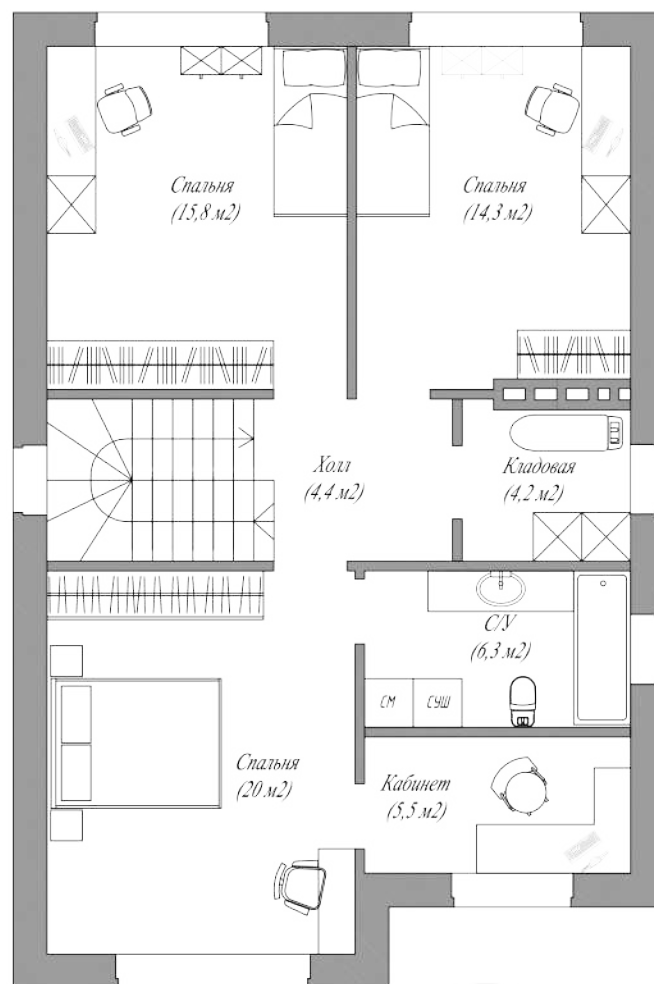 Спальня
(15,8 м2)
Спальня
(14,3 м2)
Холл
(4,4 м2)
Кладовая
(4,2 м2)
С/У
(6,3 м2)
СМ
СУШ
Спальня
(20 м2)
Кабинет
(5,5 м2)